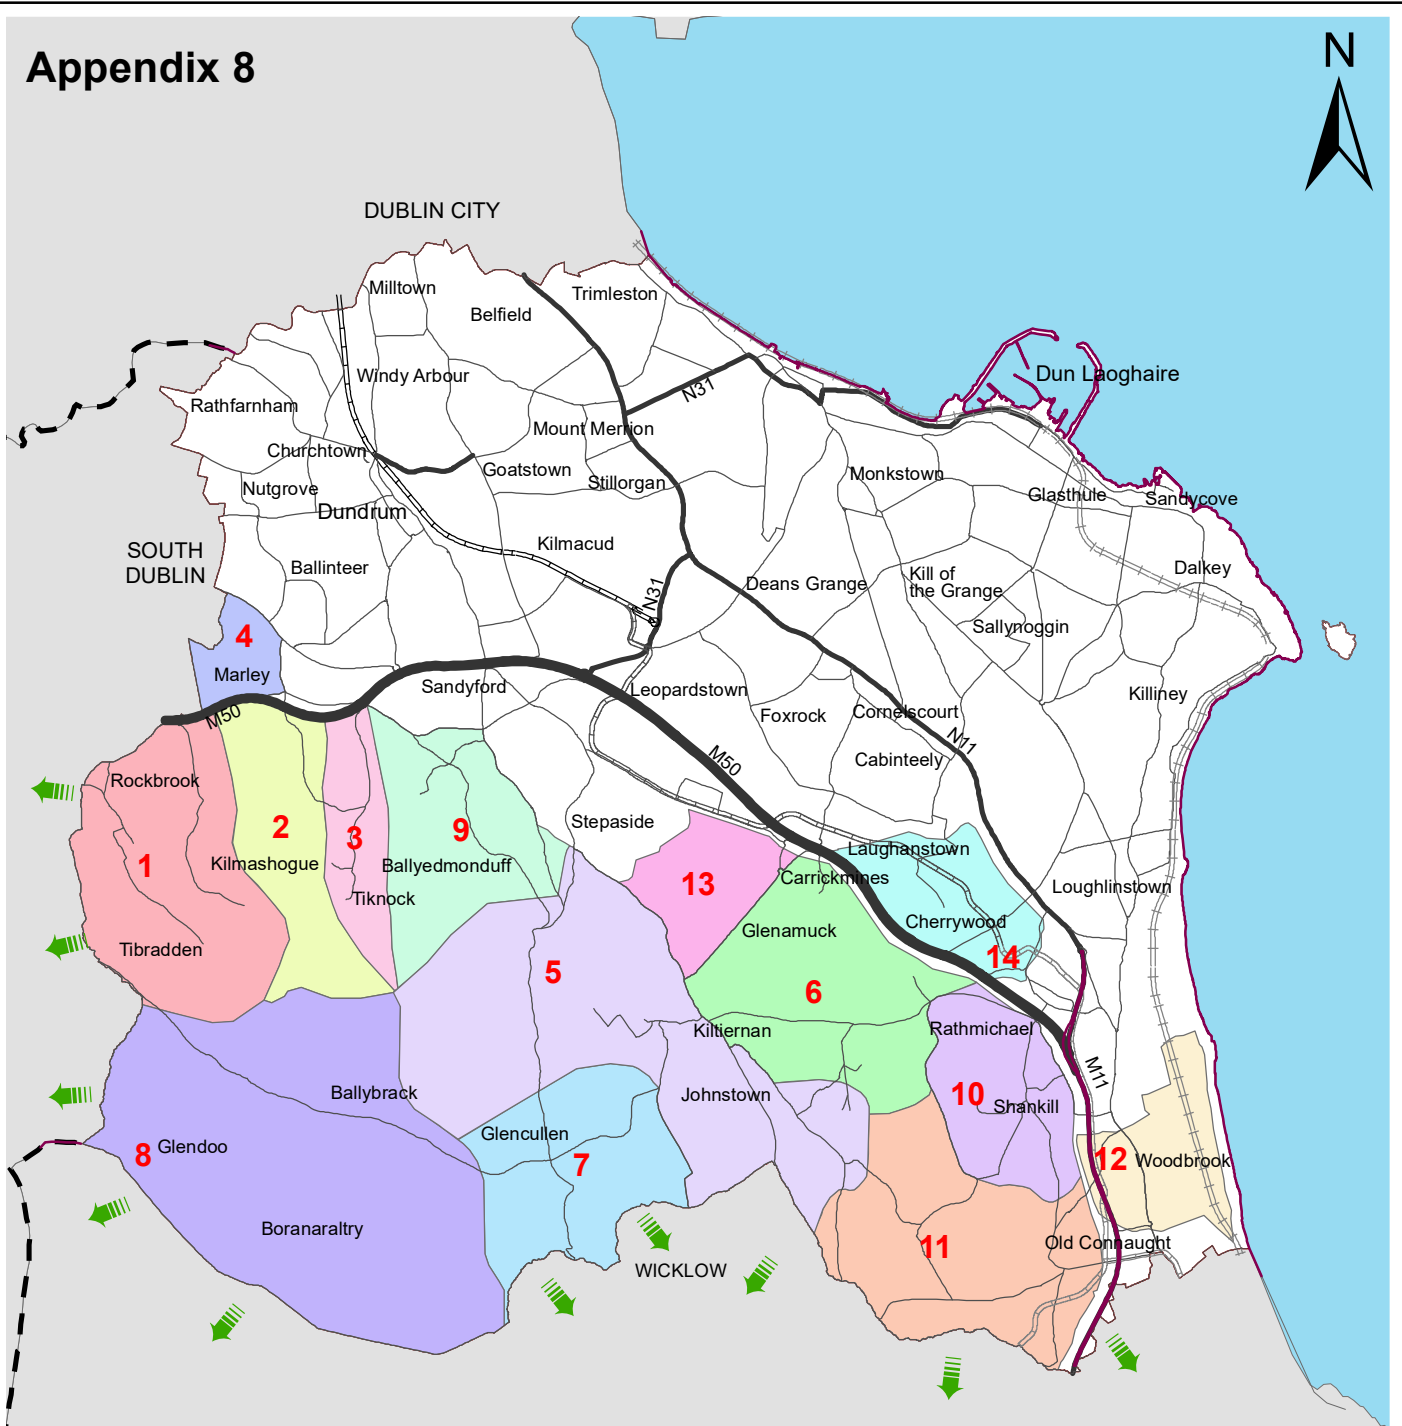 Appendix 8
N
DUBLIN CITY
Milltown
Belfield
Trimleston
Windy Arbour
N31
Dun Laoghaire
Rathfarnham
Mount Merrion
Churchtown
Goatstown
Stillorgan
Monkstown
Nutgrove
Glasthule
Sandycove
Dundrum
Kilmacud
SOUTH
DUBLIN
Ballinteer
Deans Grange
Kill of
the Grange
Dalkey
N31
Sallynoggin
4
Marley
Sandyford
Leopardstown
Killiney
M50
Foxrock
Cornelscourt
N11
M50
Cabinteely
Rockbrook
Stepaside
2
3
9
Laughanstown
1
Kilmashogue
Ballyedmonduff
13
Carrickmines
Loughlinstown
Tiknock
Cherrywood
Glenamuck
Tibradden
14
5
6
Kiltiernan
Rathmichael
M11
Ballybrack
Johnstown
10
Shankill
Glencullen
8
Glendoo
7
12
Woodbrook
Boranaraltry
11
Old Connaught
WICKLOW